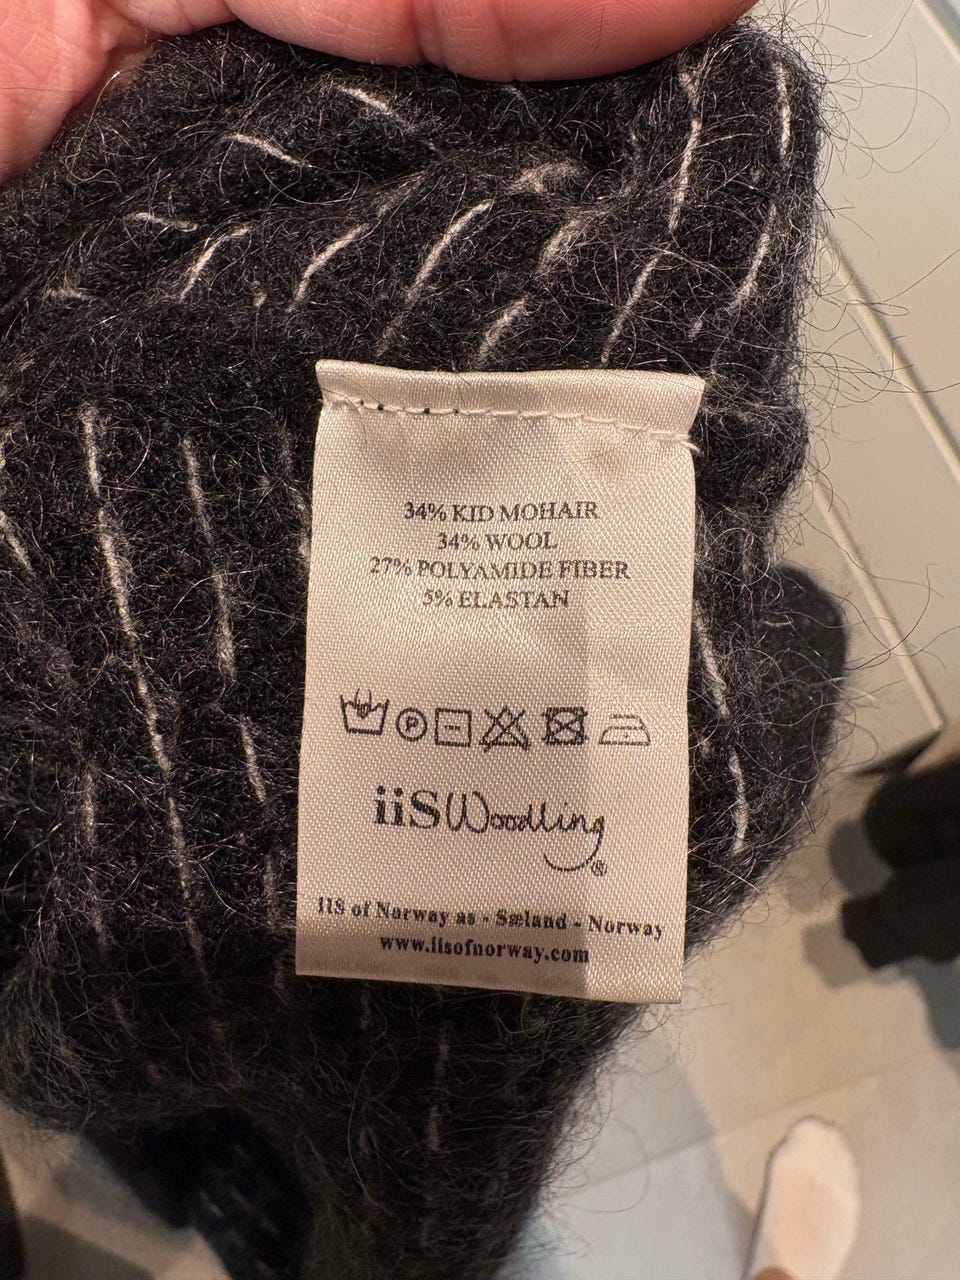 34% KID MOHAIR
34% WOOL
27% POLYAMIDE FIBER
5% ELASTAN
P
iiS Woodling®
IIS of Norway as - Sæland - Norway
www.iisofnorway.com